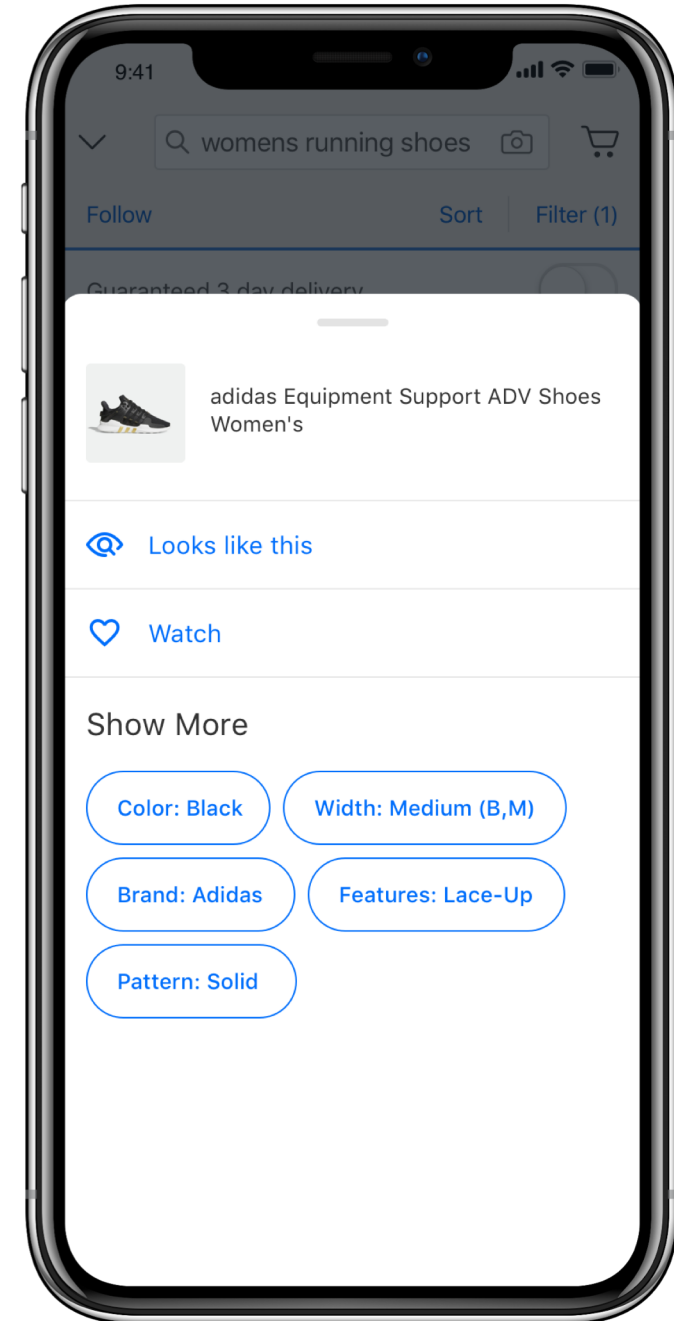 9:41
womens running shoes
Follow Sort Filter (1)
Guaranteed 3 day delivery
adidas Equipment Support ADV Shoes
Women's
Looks like this
Watch
Show More
Color: Black Width: Medium (B,M)
Brand: Adidas Features: Lace-Up
Pattern: Solid